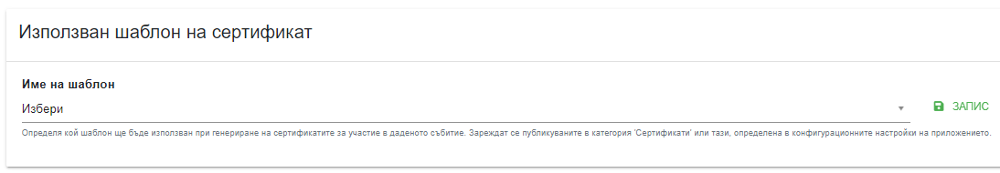 Използван шаблон на сертификат
Име на шаблон
Избери
ЗАПИС
Определя кой шаблон ще бъде използван при генериране на сертификатите за участие в даденото събитие. Зареждат се публикуваните в категория 'Сертификати' или тази, определена в конфигурационните настройки на приложението.